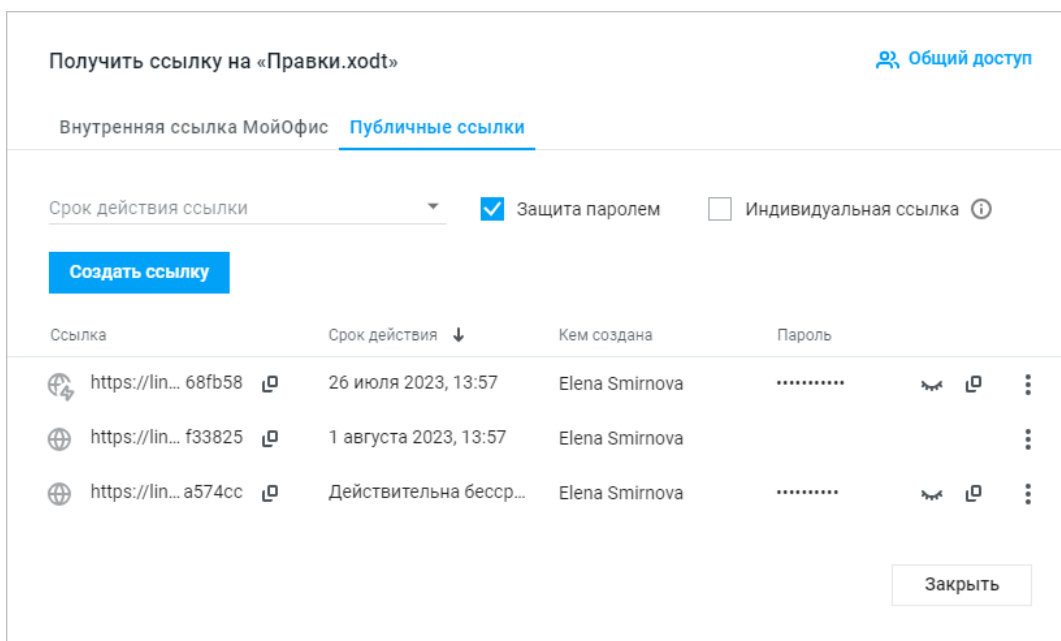 Получить ссылку на «Правки.xodt» Общий доступ
Внутренняя ссылка МойОфис Публичные ссылки
Срок действия ссылки Защита паролем Индивидуальная ссылка
Создать ссылку
Ссылка Срок действия Кем создана Пароль
https://lin... 68fb58 26 июля 2023, 13:57 Elena Smirnova •••••••••••
https://lin... f33825 1 августа 2023, 13:57 Elena Smirnova
https://lin... a574cc Действительна бесср... Elena Smirnova ••••••••••
Закрыть